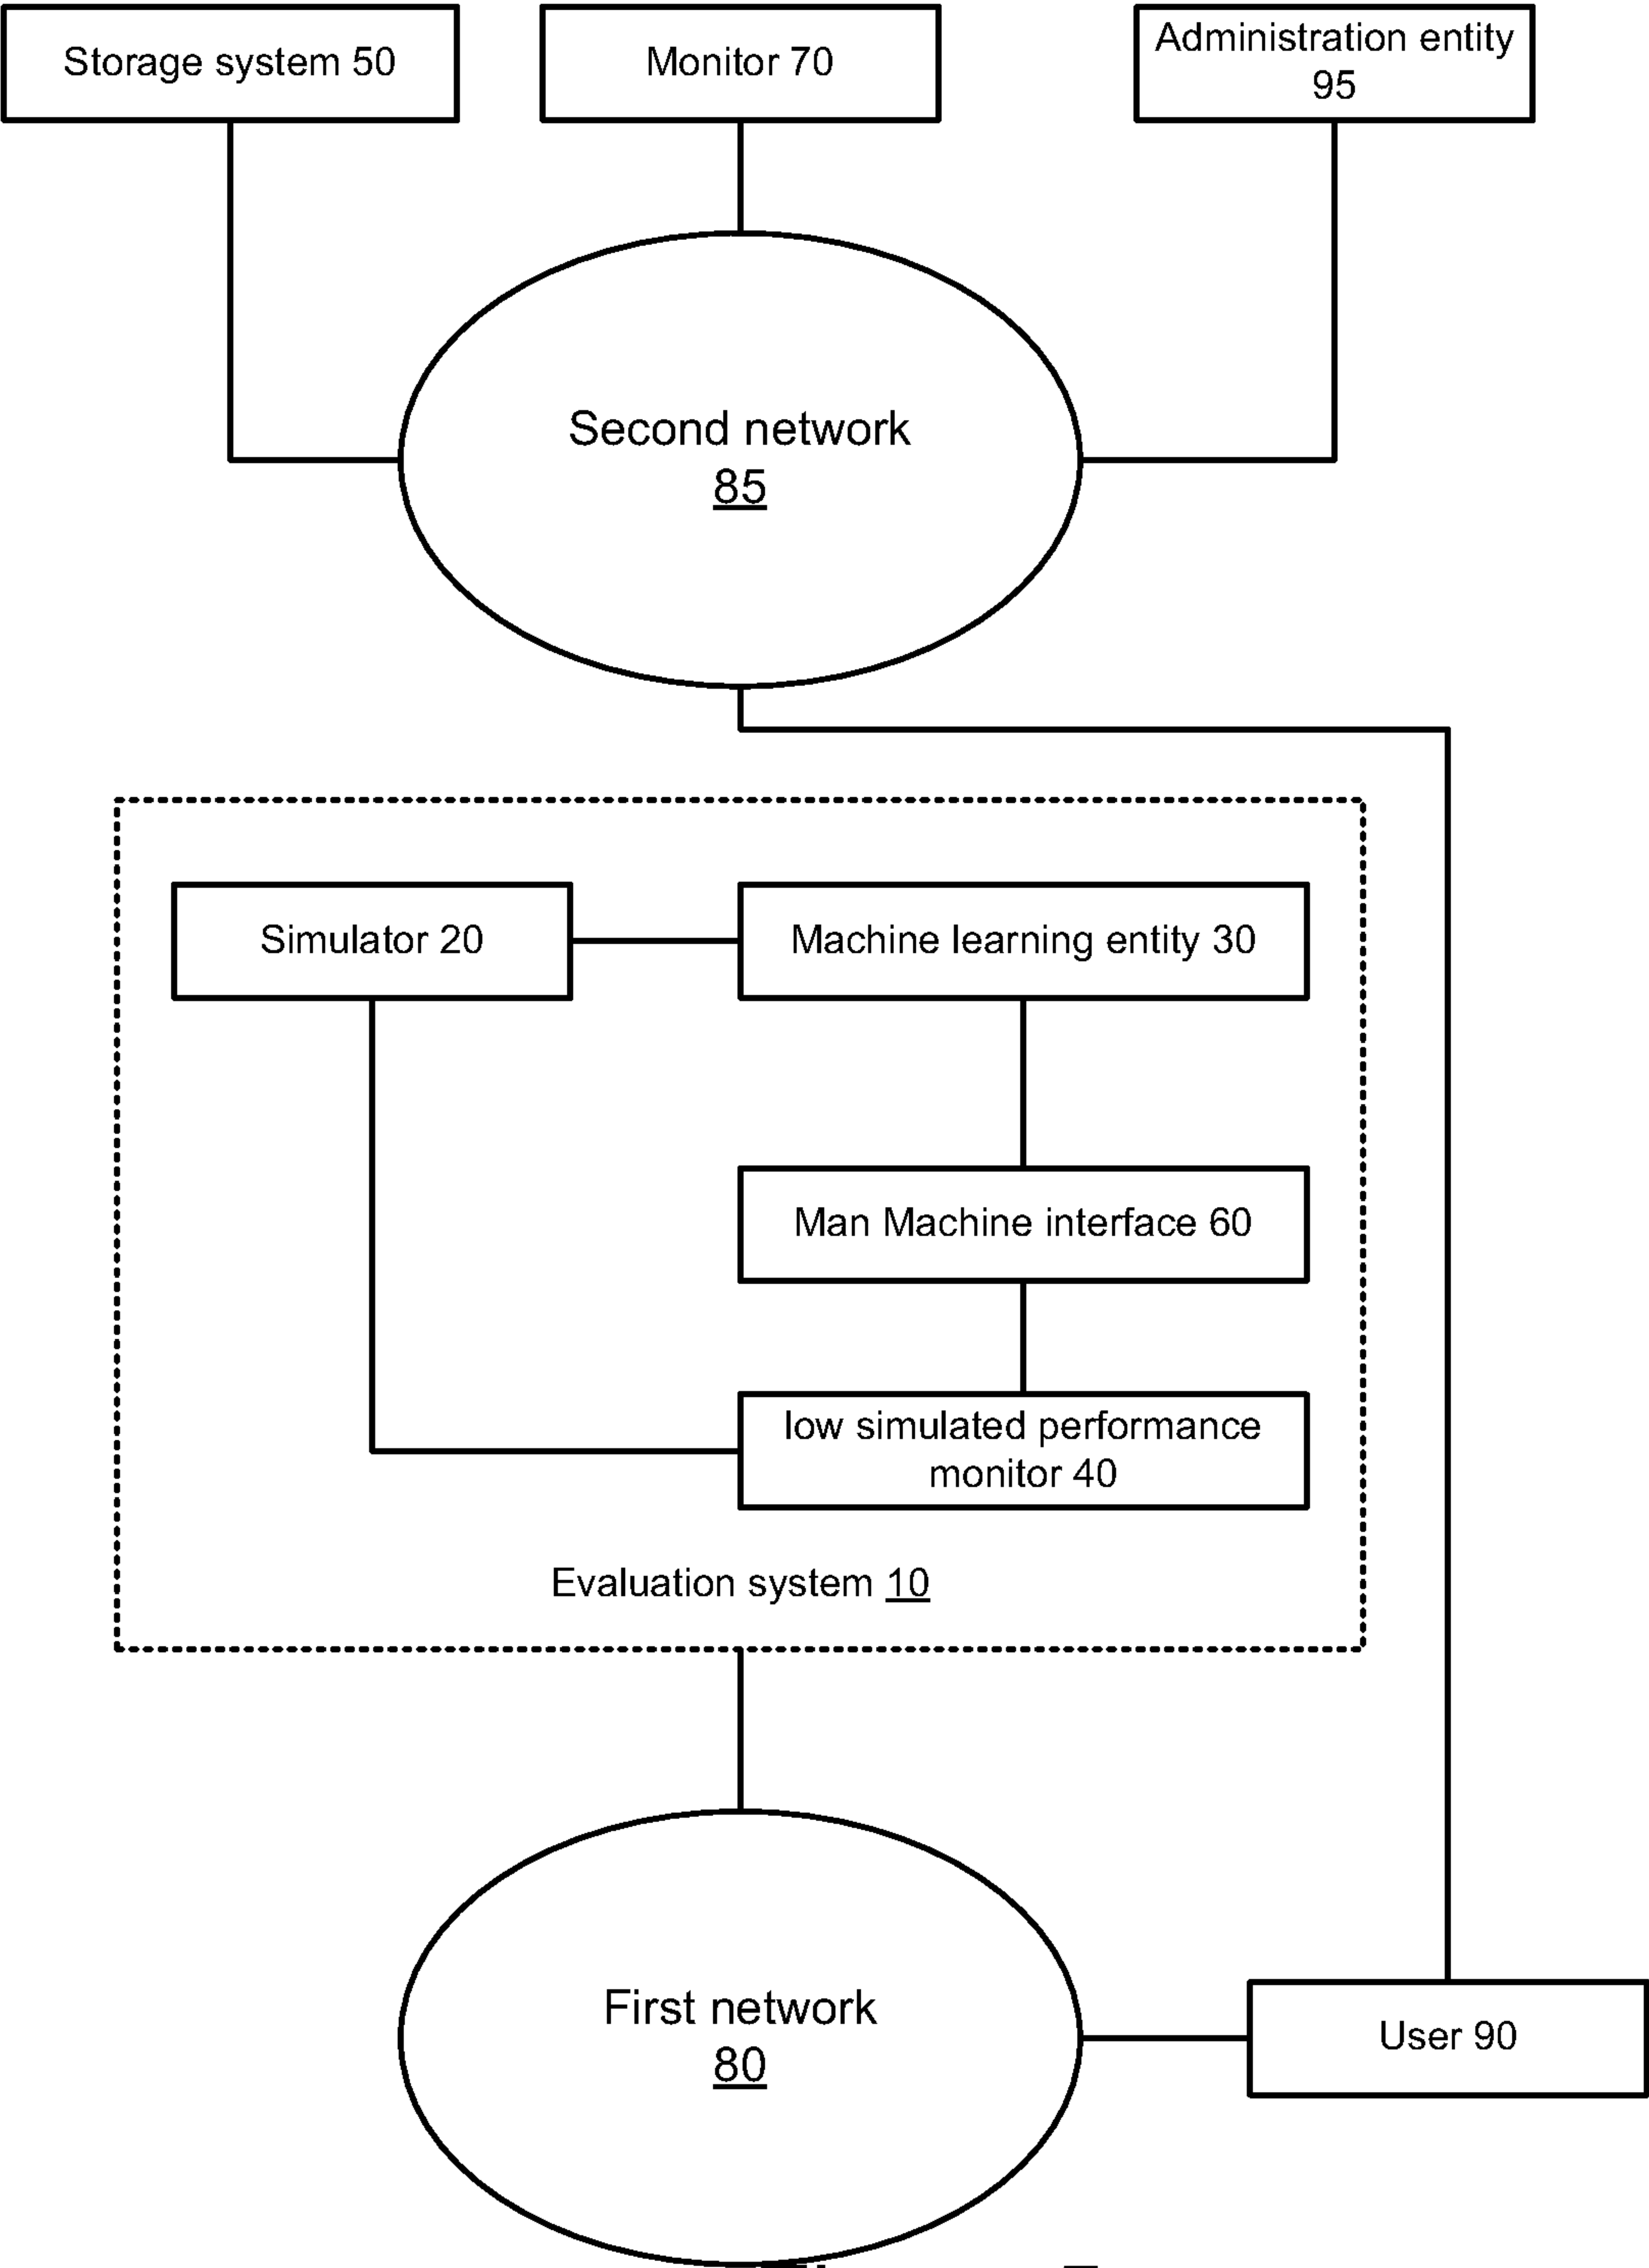 Storage system 50
Monitor 70
Administration entity
95
Second network
85
Simulator 20
Machine learning entity 30
Man Machine interface 60
low simulated performance
monitor 40
Evaluation system 10
First network
80
User 90